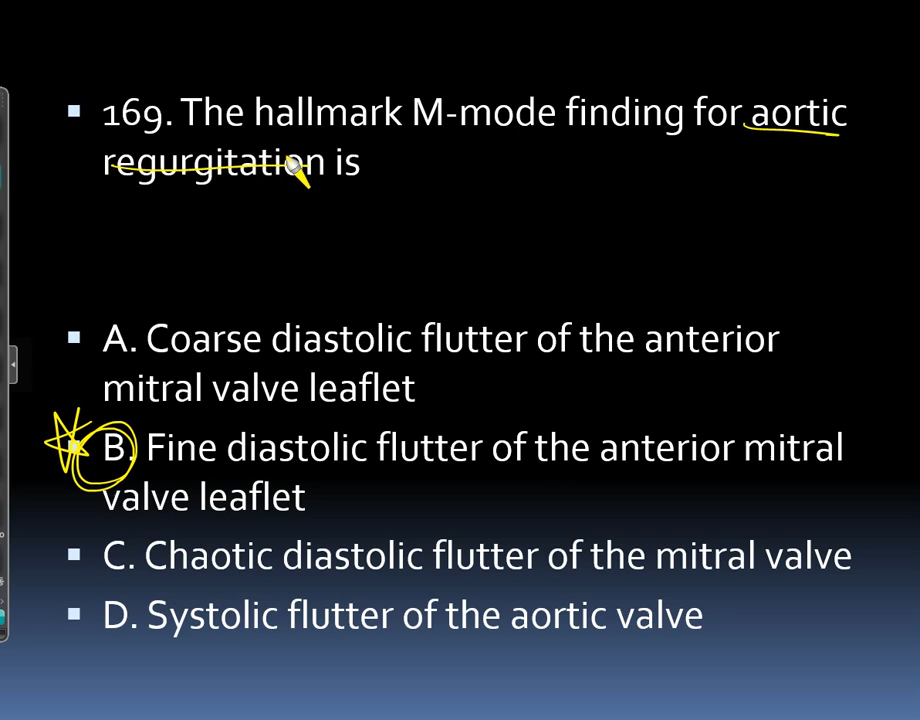 169. The hallmark M-mode finding for aortic
regurgitation is
A. Coarse diastolic flutter of the anterior
mitral valve leaflet
B. Fine diastolic flutter of the anterior mitral
valve leaflet
C. Chaotic diastolic flutter of the mitral valve
D. Systolic flutter of the aortic valve